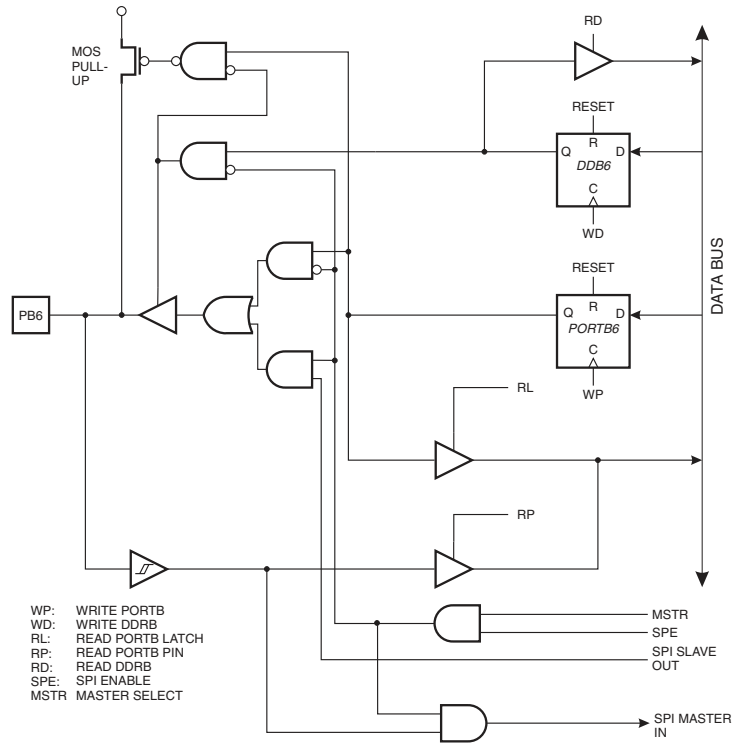 RD
MOS
PULL-
UP
RESET
R
Q
D
DDB6
C
WD
DATA BUS
RESET
R
Q
D
PORTB6
C
WP
PB6
RL
RP
WP: WRITE PORTB
WD: WRITE DDRB
RL: READ PORTB LATCH
RP: READ PORTB PIN
RD: READ DDRB
SPE: SPI ENABLE
MSTR MASTER SELECT
MSTR
SPE
SPI SLAVE
OUT
SPI MASTER
IN